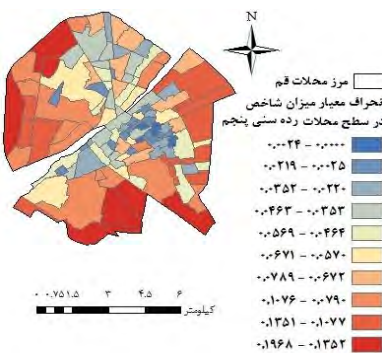 N
مرز محلات قم
نحراف معیار میزان شاخص
در سطح محلات رده سنی پنجم
۰.۰۰۲۴ - ۰.۰۰۰۰
۰.۰۲۱۹ - ۰.۰۰۲۵
۰.۰۳۵۲ - ۰.۰۲۲۰
۰.۰۴۶۳ - ۰.۰۳۵۳
۰.۰۵۶۹ - ۰.۰۴۶۴
۰.۰۶۷۱ - ۰.۰۵۷۰
۰.۰۷۸۹ - ۰.۰۶۷۲
۰.۱۰۷۶ - ۰.۰۷۹۰
۰.۱۳۵۱ - ۰.۱۰۷۷
۰.۱۹۶۸ - ۰.۱۳۵۲
۰ ۰.۷۵ ۱.۵ ۳ ۴.۵ ۶
کیلومتر